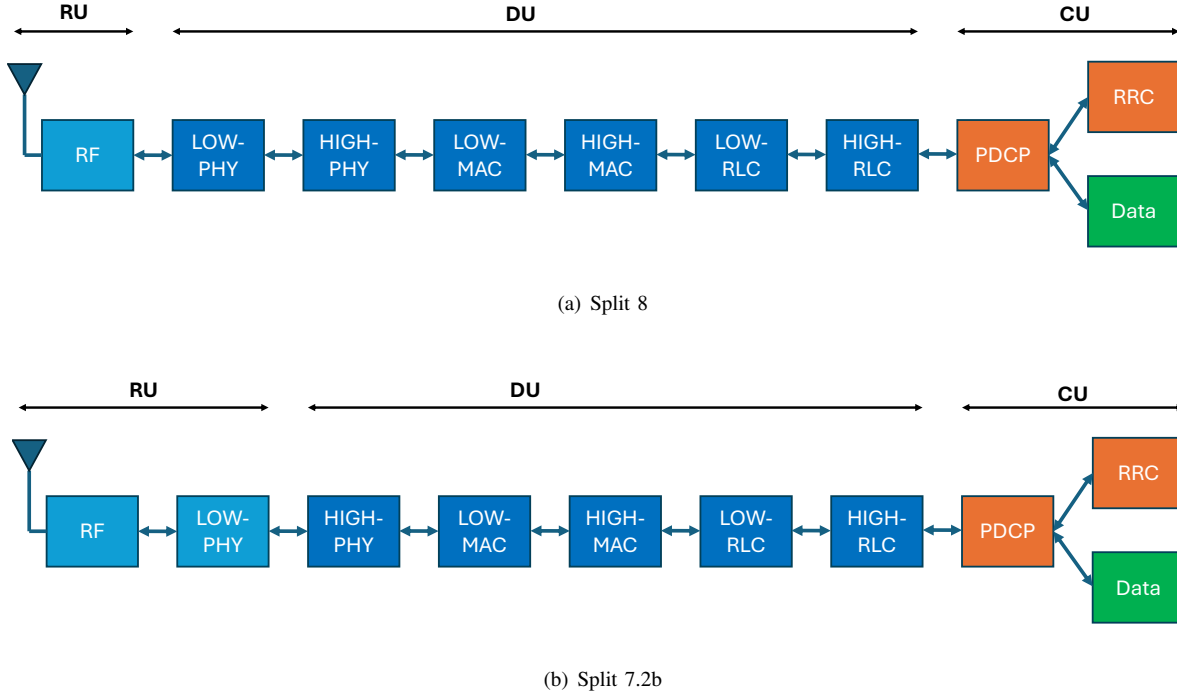 RU DU CU
RRC
RF LOW- HIGH- LOW- HIGH- LOW- HIGH- PDCP
PHY PHY MAC MAC RLC RLC
Data
(a) Split 8
RU DU CU
RRC
RF LOW- HIGH- LOW- HIGH- LOW- HIGH- PDCP
PHY PHY MAC MAC RLC RLC
Data
(b) Split 7.2b